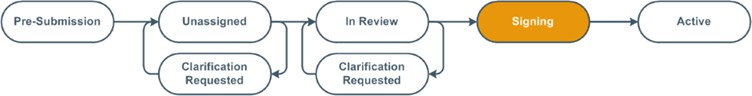 Pre-Submission
Unassigned
In Review
Signing
Active
Clarification
Requested
Clarification
Requested